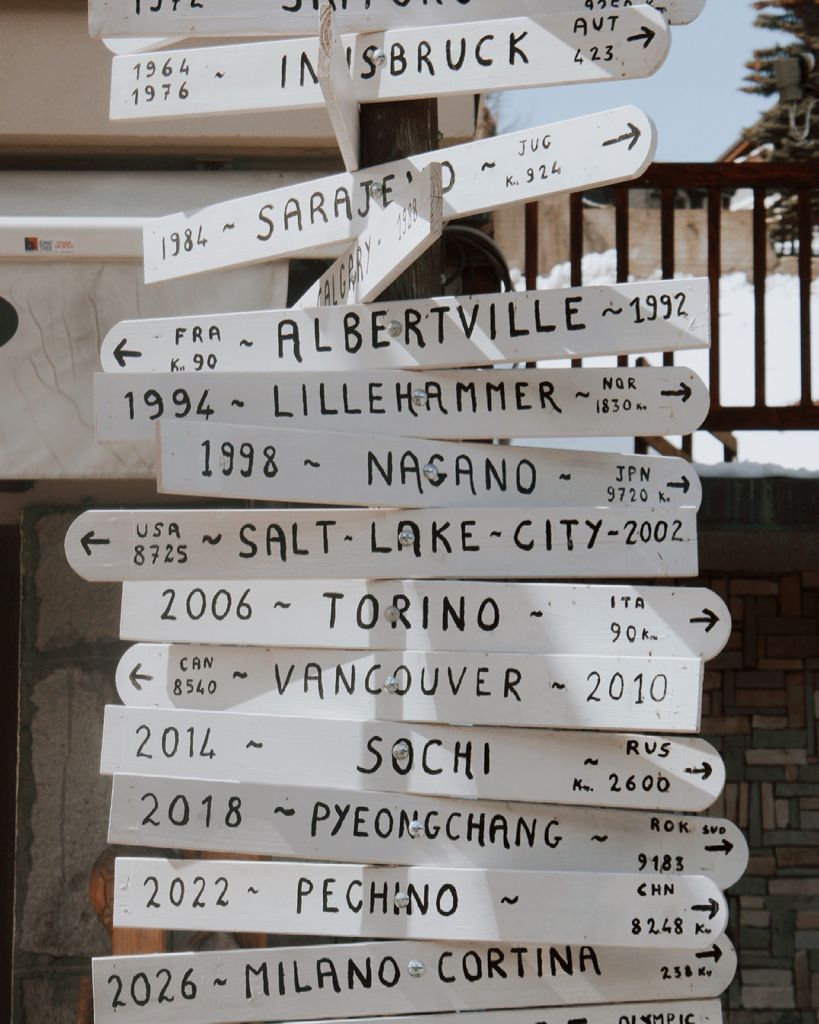 1964 ~ INNSBRUCK AUT →
1976 423
1984 ~ SARAJEVO ~ JUG →
Km 924
CALGARY - 1988
← FRA ~ ALBERTVILLE ~ 1992
Km 90
1994 ~ LILLEHAMMER ~ NOR →
1830 Km
1998 ~ NAGANO ~ JPN →
9720 Km
← USA ~ SALT - LAKE ~ CITY - 2002
8725
2006 ~ TORINO ~ ITA →
90 Km
← CAN ~ VANCOUVER ~ 2010
8540
2014 ~ SOCHI ~ RUS →
Km. 2600
2018 ~ PYEONGCHANG ~ ROK SUD →
9183
2022 ~ PECHINO ~ CHN →
8248 Km
2026 ~ MILANO CORTINA →
238 Km
OLYMPIC